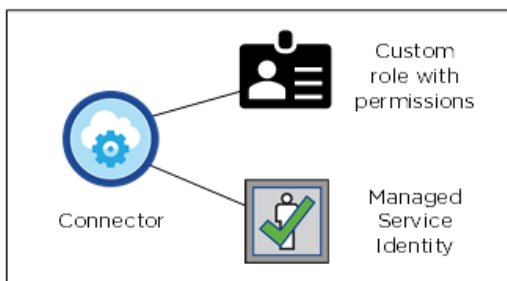 Custom
role with
permissions
Connector
Managed
Service
Identity